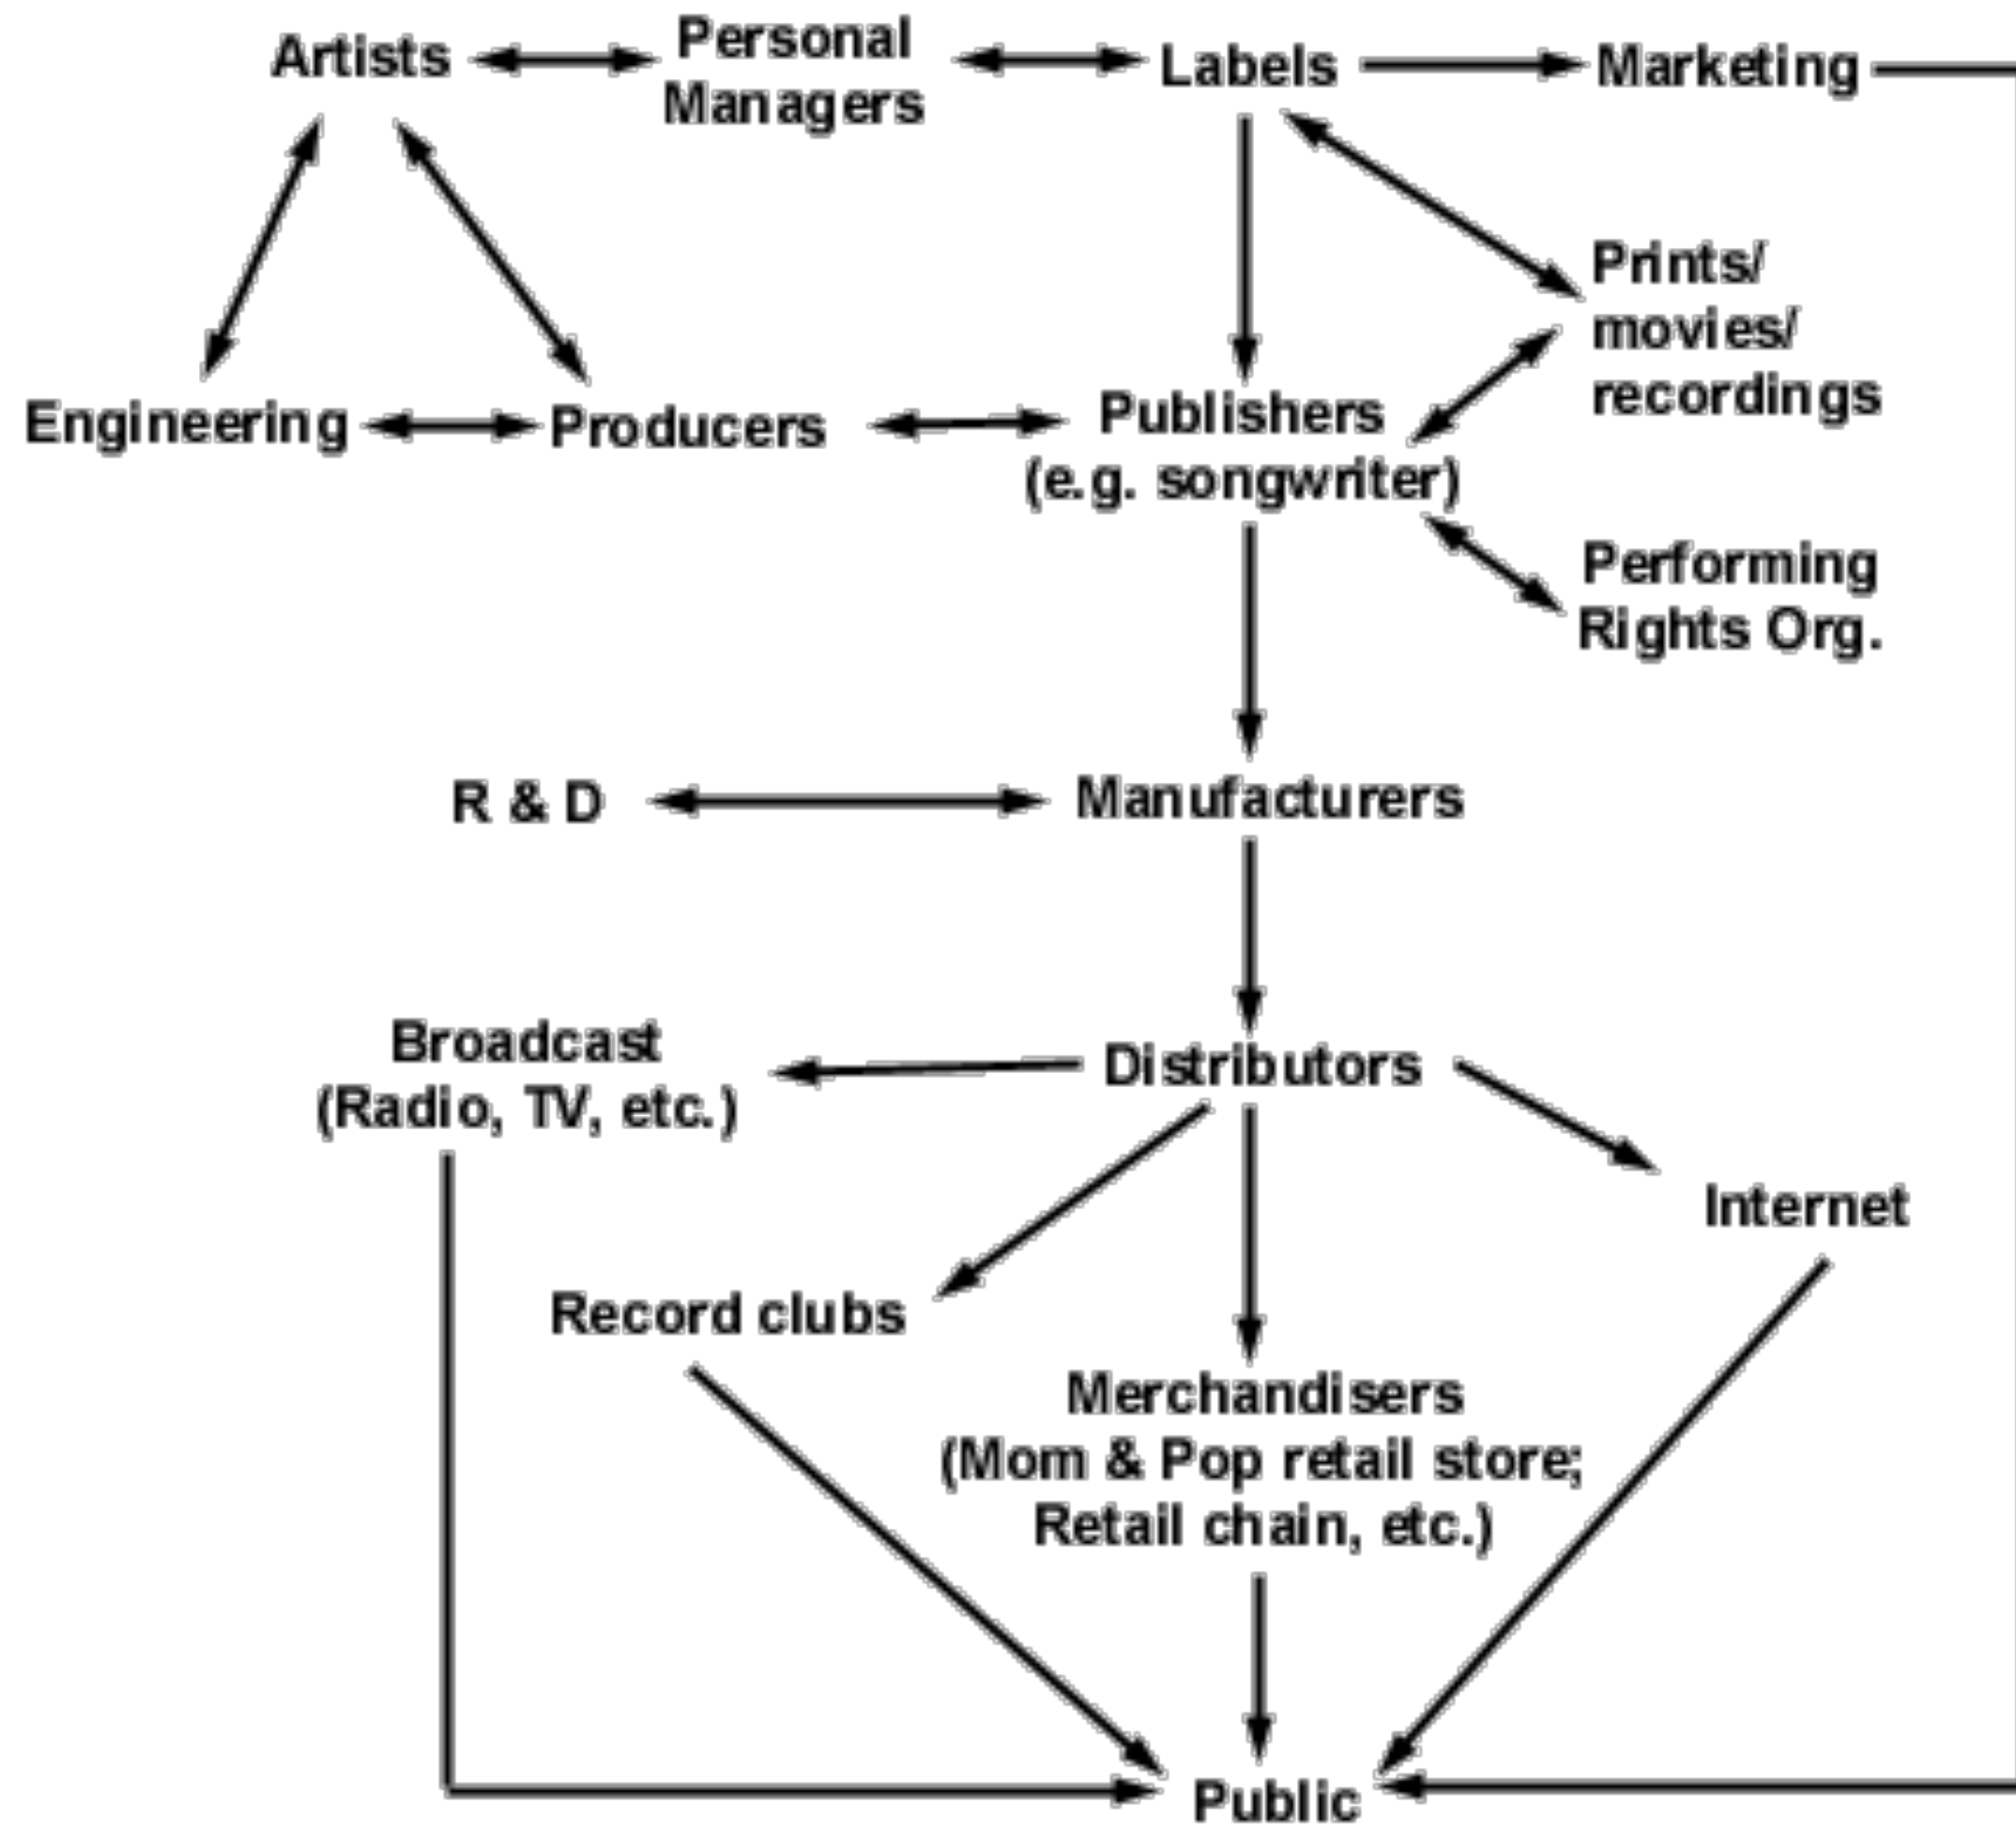 Artists
Personal
Managers
Labels
Marketing
Prints/
movies/
recordings
Engineering
Producers
Publishers
(e.g. songwriter)
Performing
Rights Org.
R & D
Manufacturers
Broadcast
(Radio, TV, etc.)
Distributors
Internet
Record clubs
Merchandisers
(Mom & Pop retail store;
Retail chain, etc.)
Public